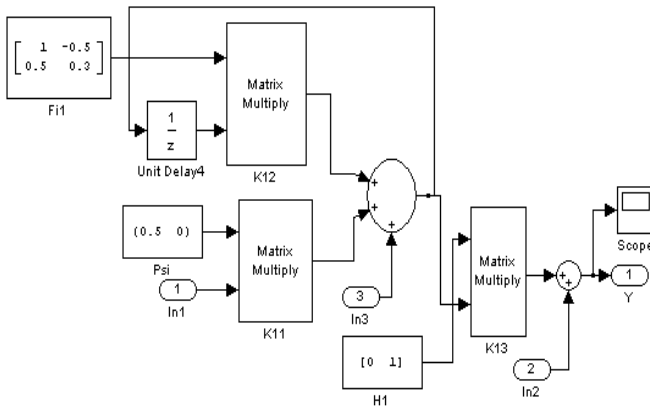 1 -0.5
0.5 0.3
Fi1
1
z
Unit Delay4
Matrix
Multiply
K12
(0.5 0)
Psi
1
In1
Matrix
Multiply
K11
+
+
+
3
In3
[0 1]
H1
Matrix
Multiply
K13
+
+
2
In2
Scope
1
Y